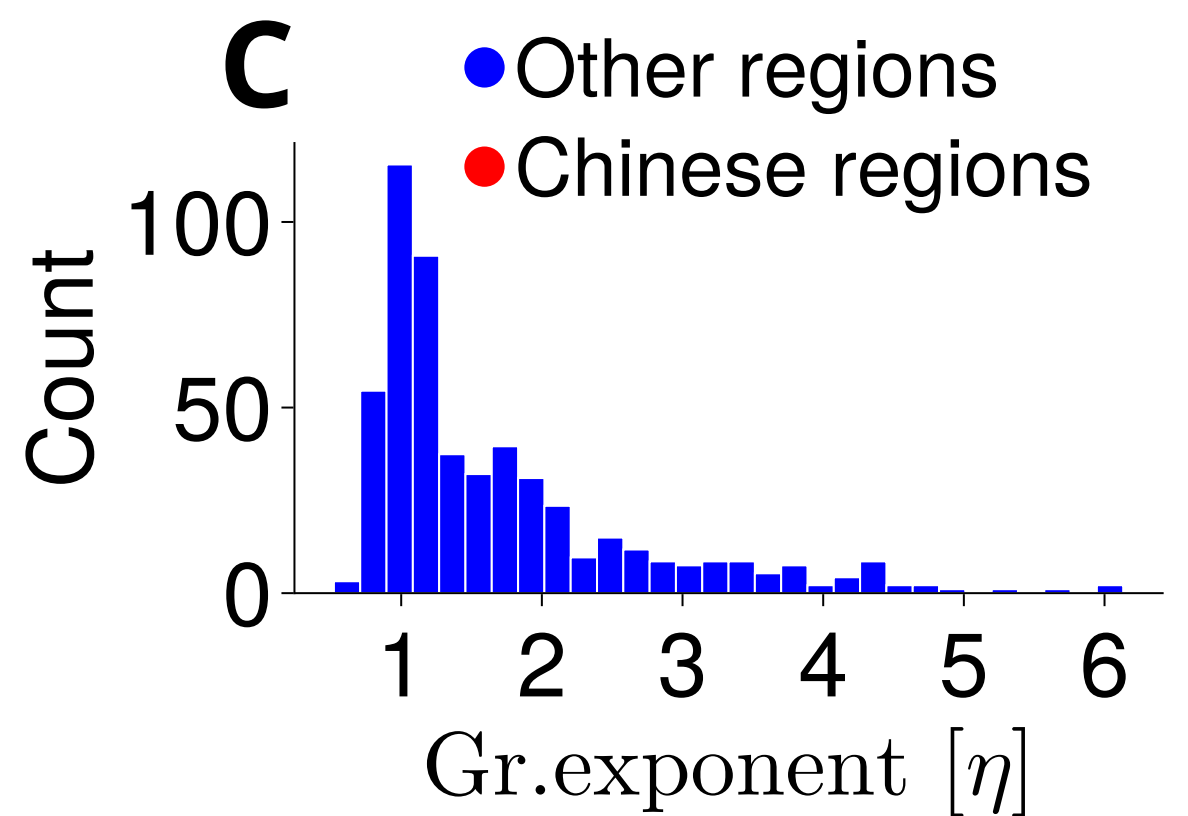 C
Other regions
Chinese regions
Count
100
50
0
1 2 3 4 5 6
Gr.exponent [η]